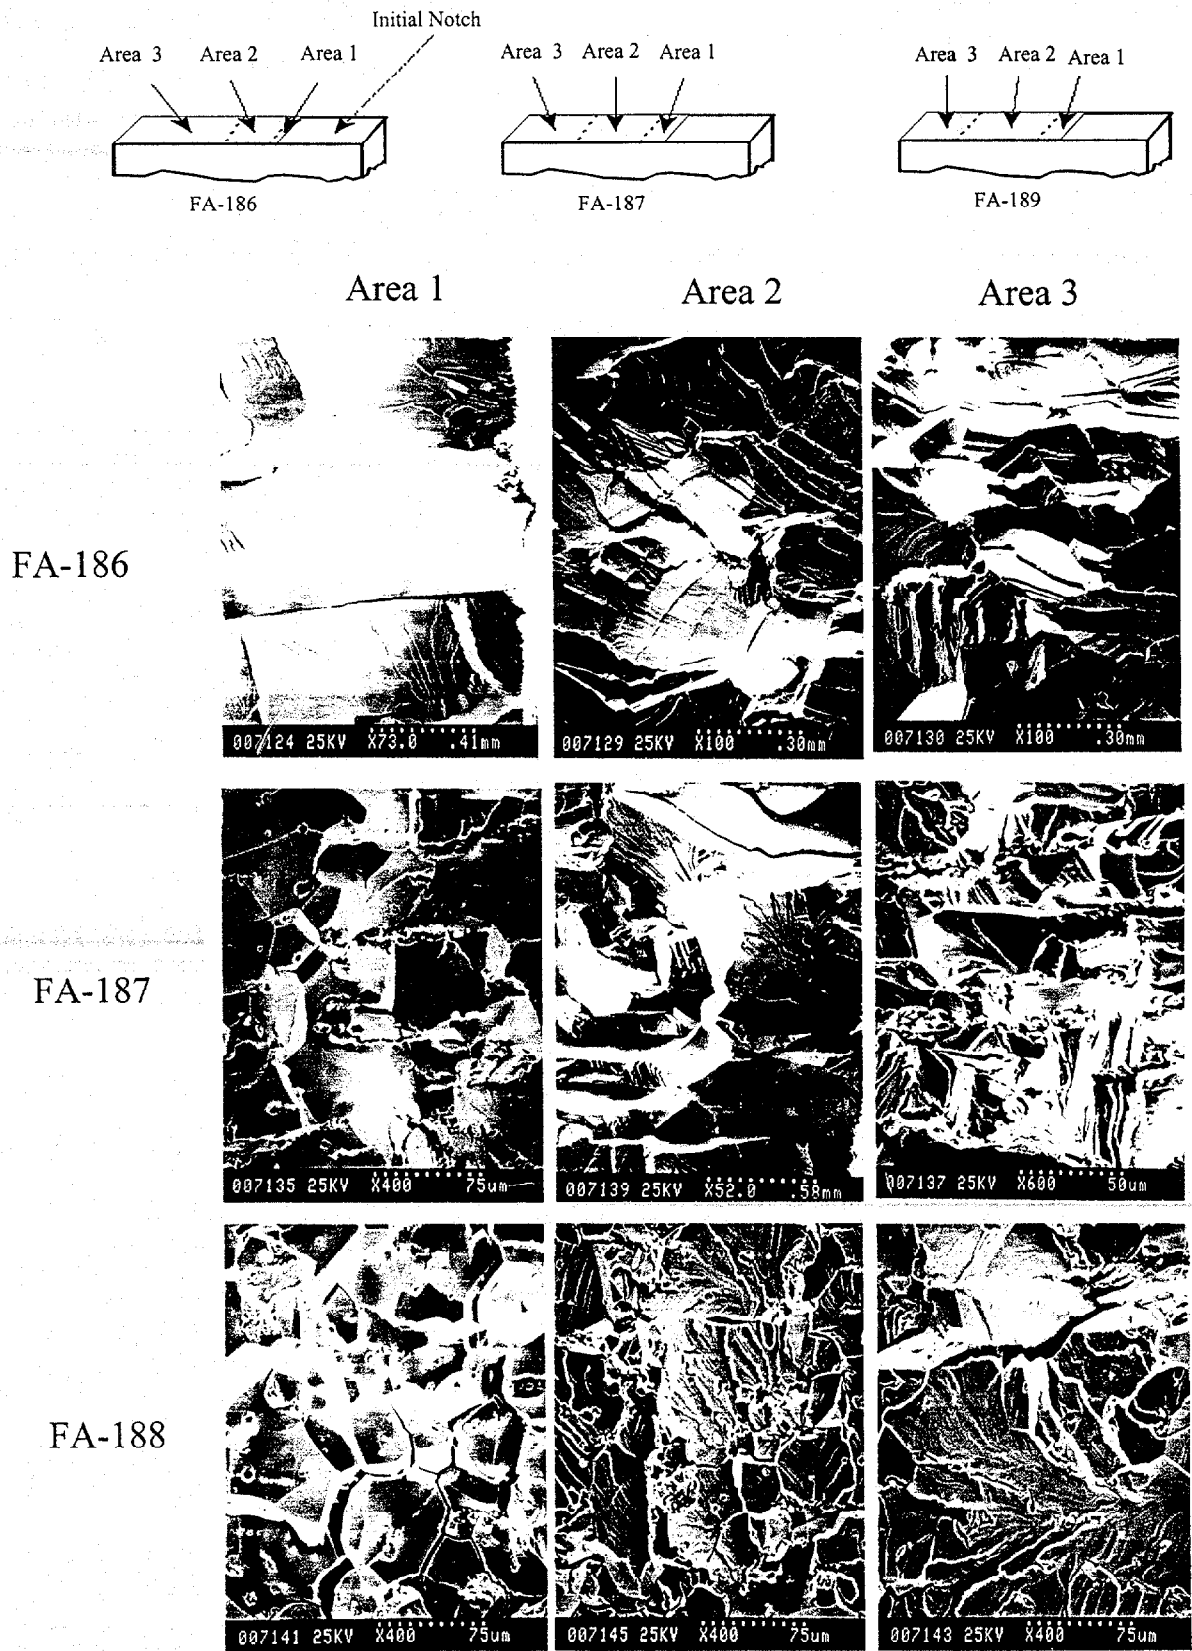 Initial Notch
Area 3 Area 2 Area 1
Area 3 Area 2 Area 1
Area 3 Area 2 Area 1
FA-186
FA-187
FA-189
Area 1 Area 2 Area 3
FA-186
007124 25KV X73.0 .41mm
007129 25KV X100 .30mm
007130 25KV X100 .30mm
FA-187
007135 25KV X400 75um
007139 25KV X52.0 .58mm
007137 25KV X600 50um
FA-188
007141 25KV X400 75um
007145 25KV X400 75um
007143 25KV X400 75um